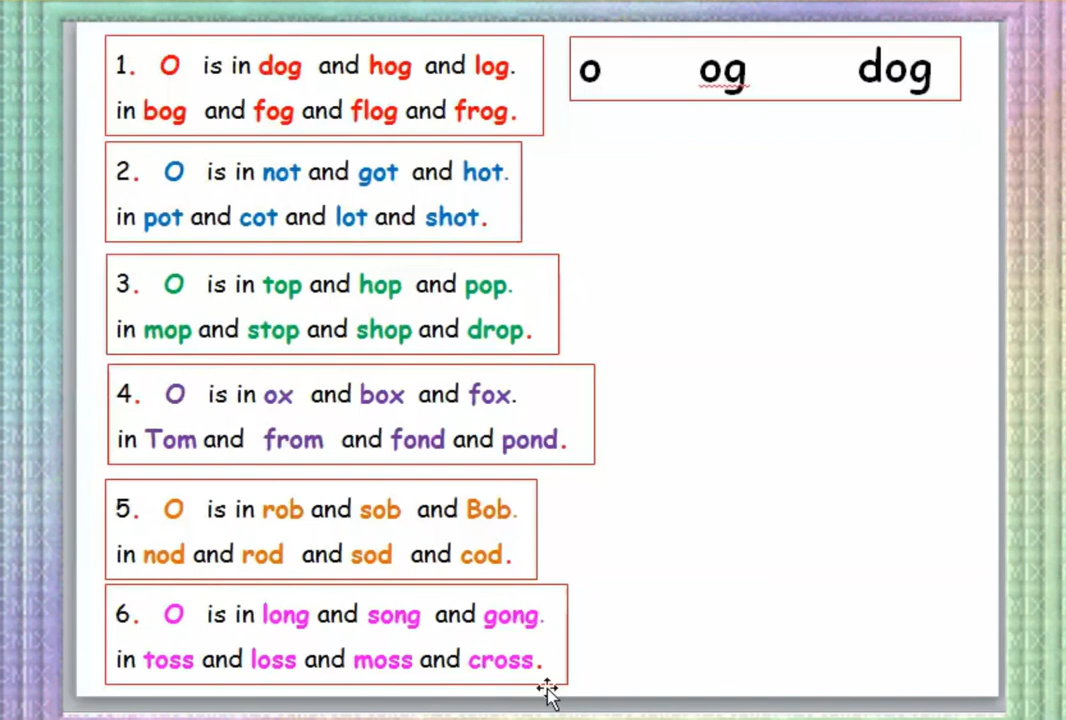 1. O is in dog and hog and log.
in bog and fog and flog and frog.
o og dog
2. O is in not and got and hot.
in pot and cot and lot and shot.
3. O is in top and hop and pop.
in mop and stop and shop and drop.
4. O is in ox and box and fox.
in Tom and from and fond and pond.
5. O is in rob and sob and Bob.
in nod and rod and sod and cod.
6. O is in long and song and gong.
in toss and loss and moss and cross.